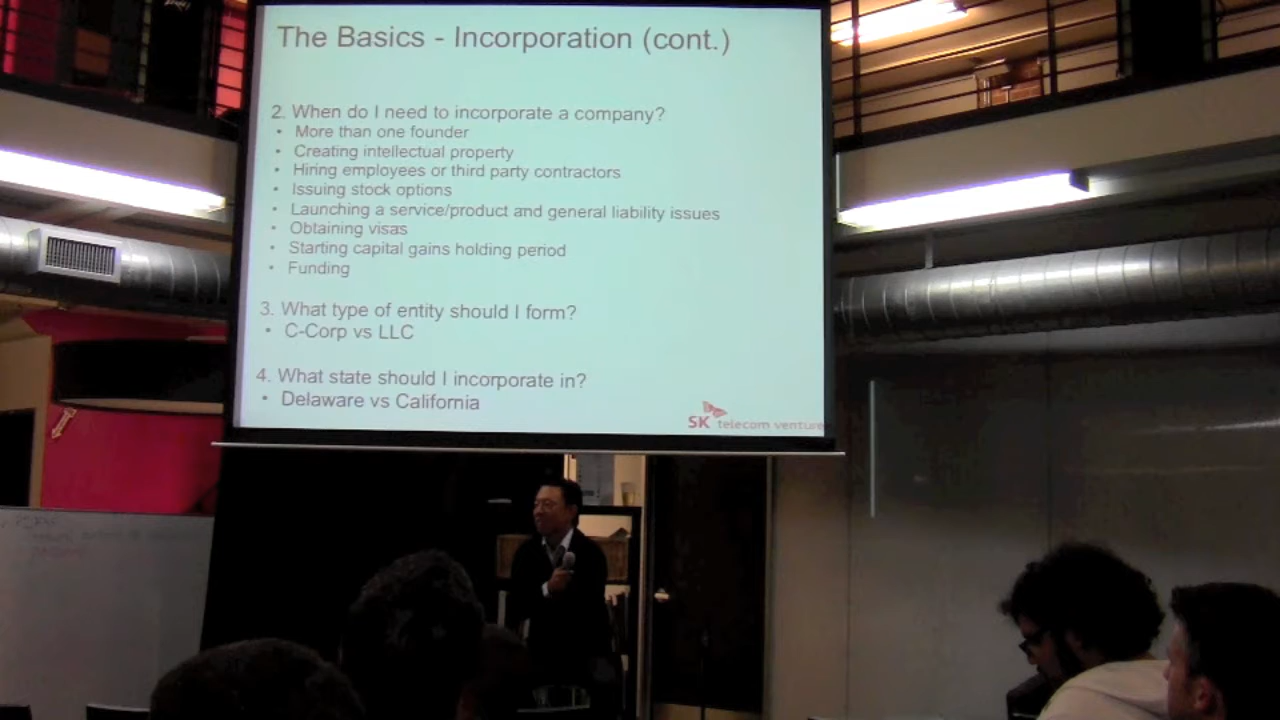 The Basics - Incorporation (cont.)
2. When do I need to incorporate a company?
• More than one founder
• Creating intellectual property
• Hiring employees or third party contractors
• Issuing stock options
• Launching a service/product and general liability issues
• Obtaining visas
• Starting capital gains holding period
• Funding
3. What type of entity should I form?
• C-Corp vs LLC
4. What state should I incorporate in?
• Delaware vs California
SK telecom venture